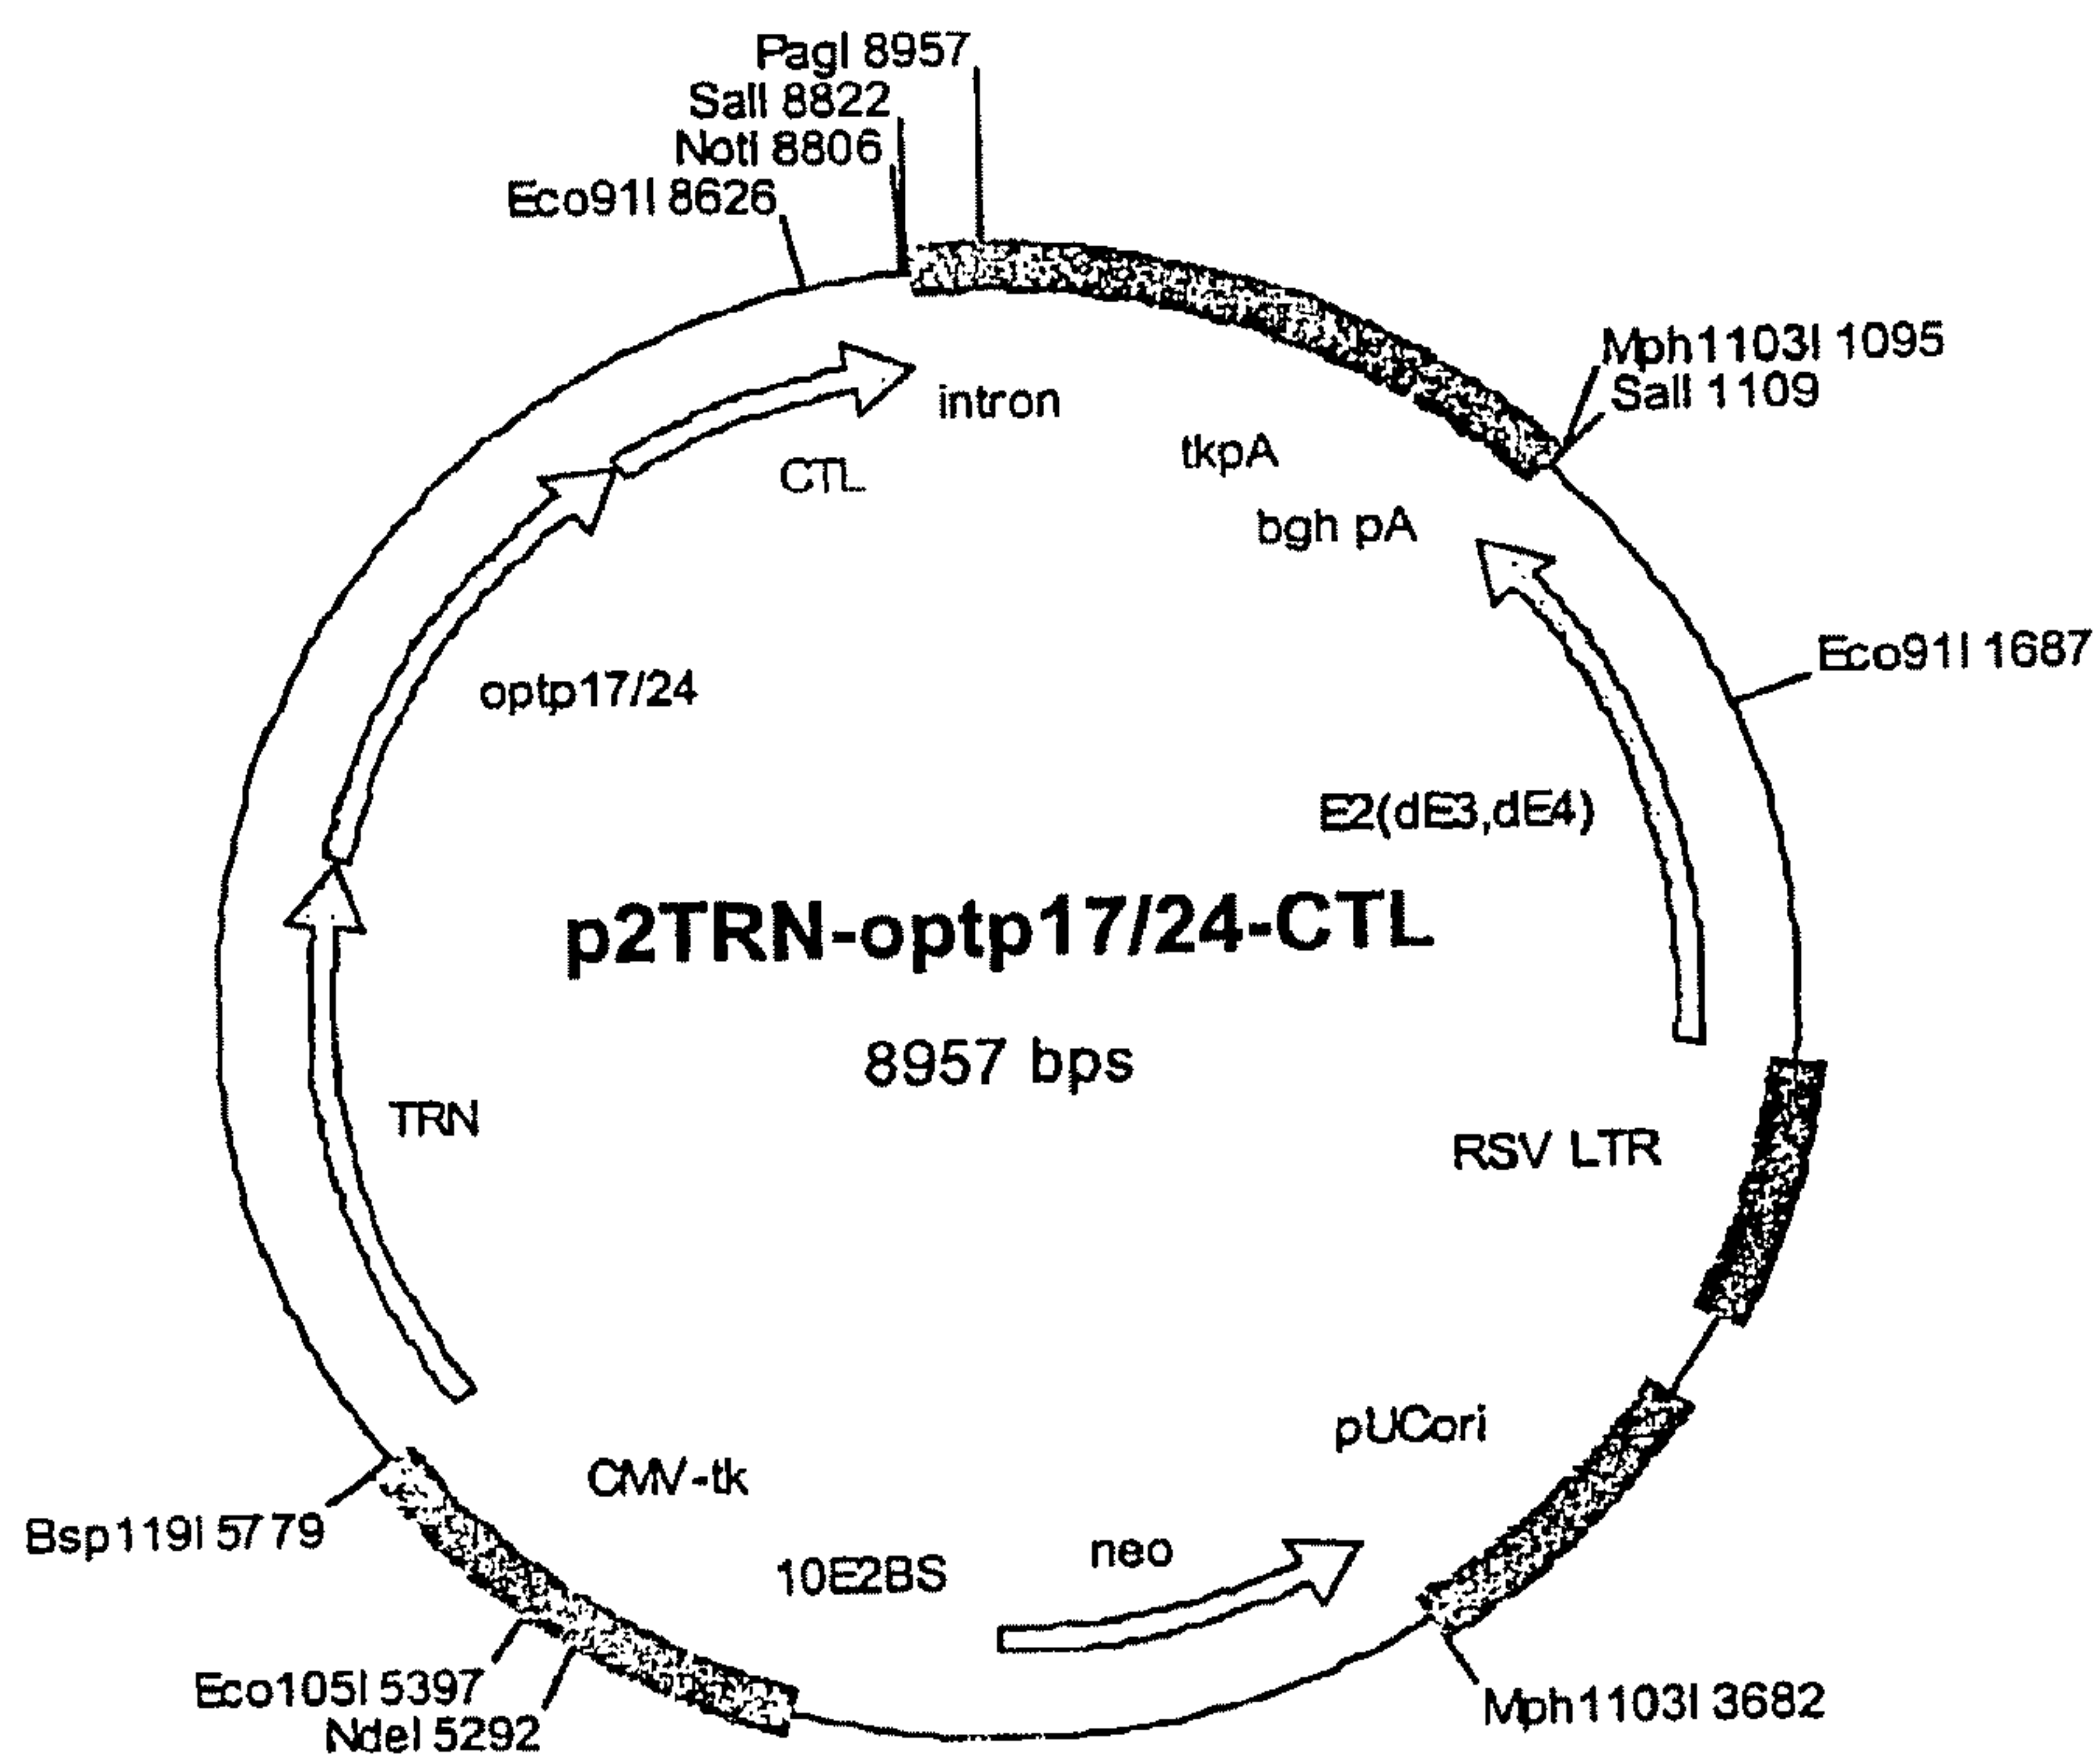 PagI 8957
SalI 8822
NotI 8806
Eco91I 8626
Mph1103I 1095
SalI 1109
intron
tkpA
CTL
bgh pA
Eco91I 1687
optp17/24
E2(dE3,dE4)
p2TRN-optp17/24-CTL
8957 bps
TRN
RSV LTR
pUCori
CMV-tk
Bsp119I 5779
neo
10E2BS
Eco105I 5397
NdeI 5292
Mph1103I 3682